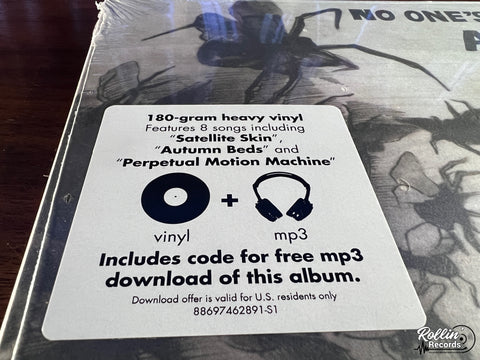 NO ONE'S
A
180-gram heavy vinyl
Features 8 songs including
"Satellite Skin",
"Autumn Beds" and
"Perpetual Motion Machine"
+
vinyl mp3
Includes code for free mp3
download of this album.
Download offer is valid for U.S. residents only
88697462891-S1
Rollin
Records